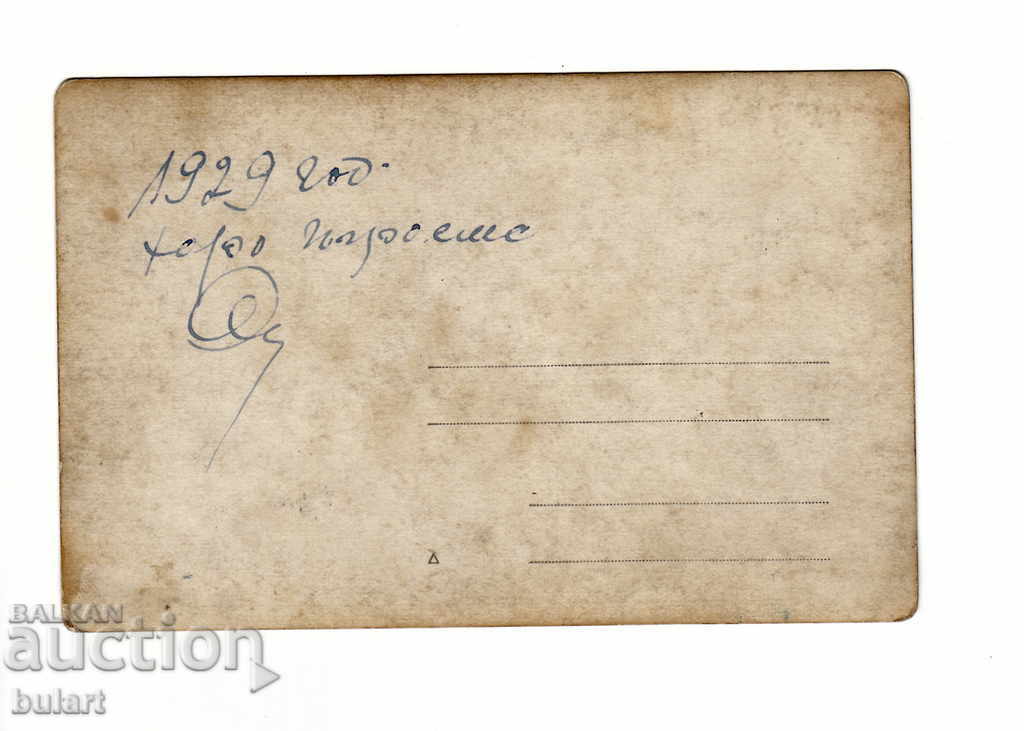 1929 год.
хоро
BALKAN
auction
bulart